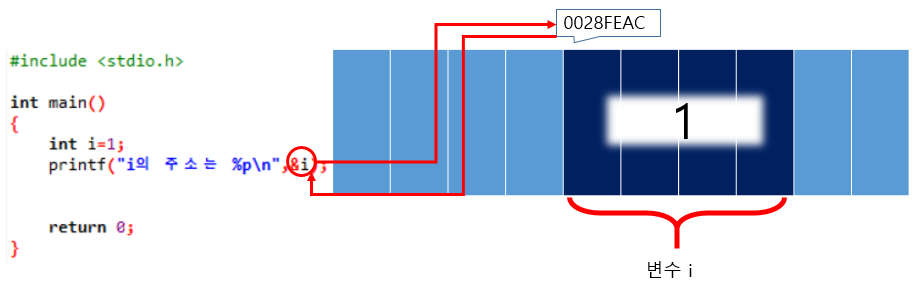 #include <stdio.h>
int main()
{
int i=1;
printf("i의 주소는 %p\n",&i);
return 0;
}
0028FEAC
1
변수 i